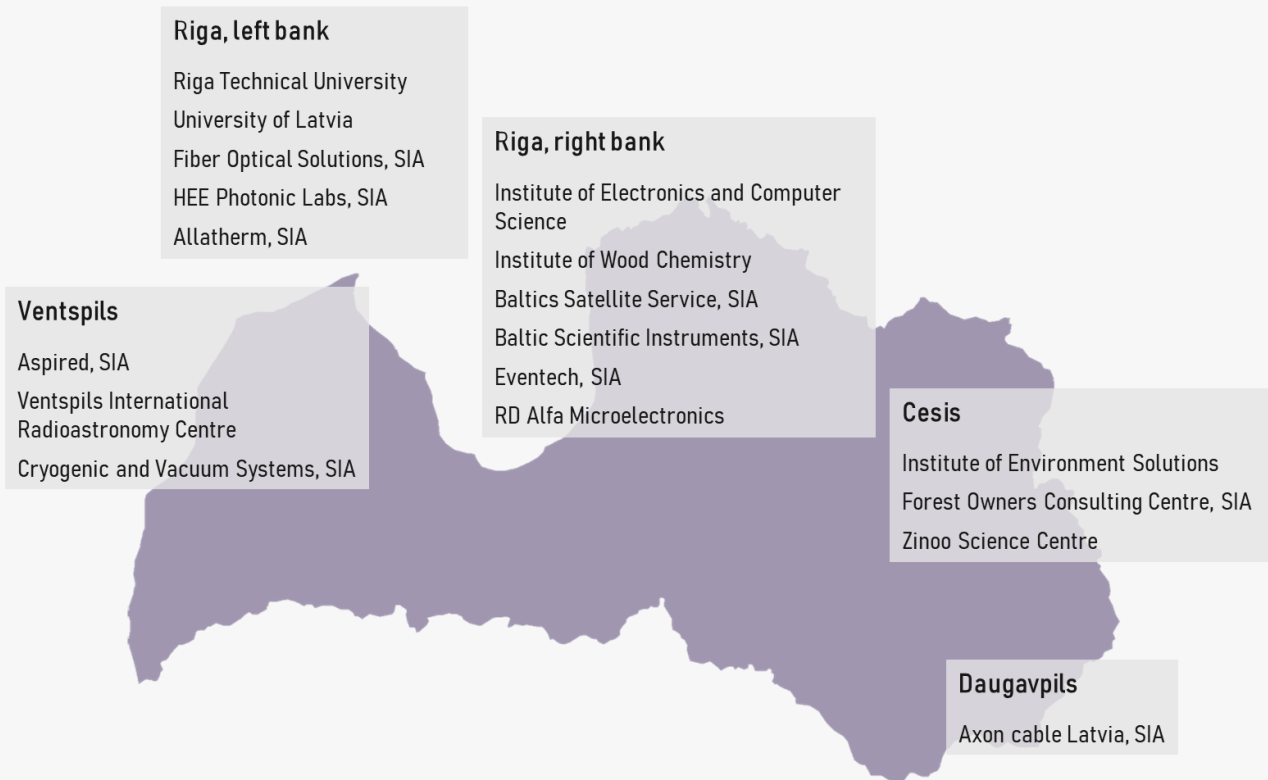 Riga, left bank
Riga Technical University
University of Latvia
Fiber Optical Solutions, SIA
HEE Photonic Labs, SIA
Allatherm, SIA
Riga, right bank
Institute of Electronics and Computer
Science
Institute of Wood Chemistry
Baltics Satellite Service, SIA
Baltic Scientific Instruments, SIA
Eventech, SIA
RD Alfa Microelectronics
Ventspils
Aspired, SIA
Ventspils International
Radioastronomy Centre
Cryogenic and Vacuum Systems, SIA
Cesis
Institute of Environment Solutions
Forest Owners Consulting Centre, SIA
Zinoo Science Centre
Daugavpils
Axon cable Latvia, SIA